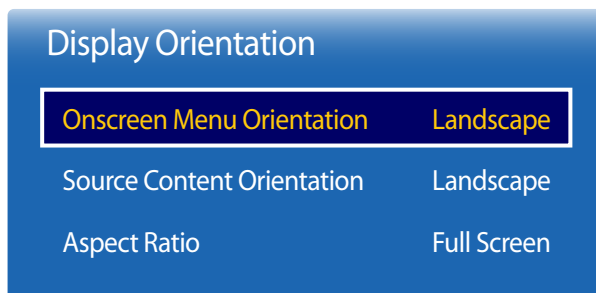 Display Orientation
Onscreen Menu Orientation Landscape
Source Content Orientation Landscape
Aspect Ratio Full Screen